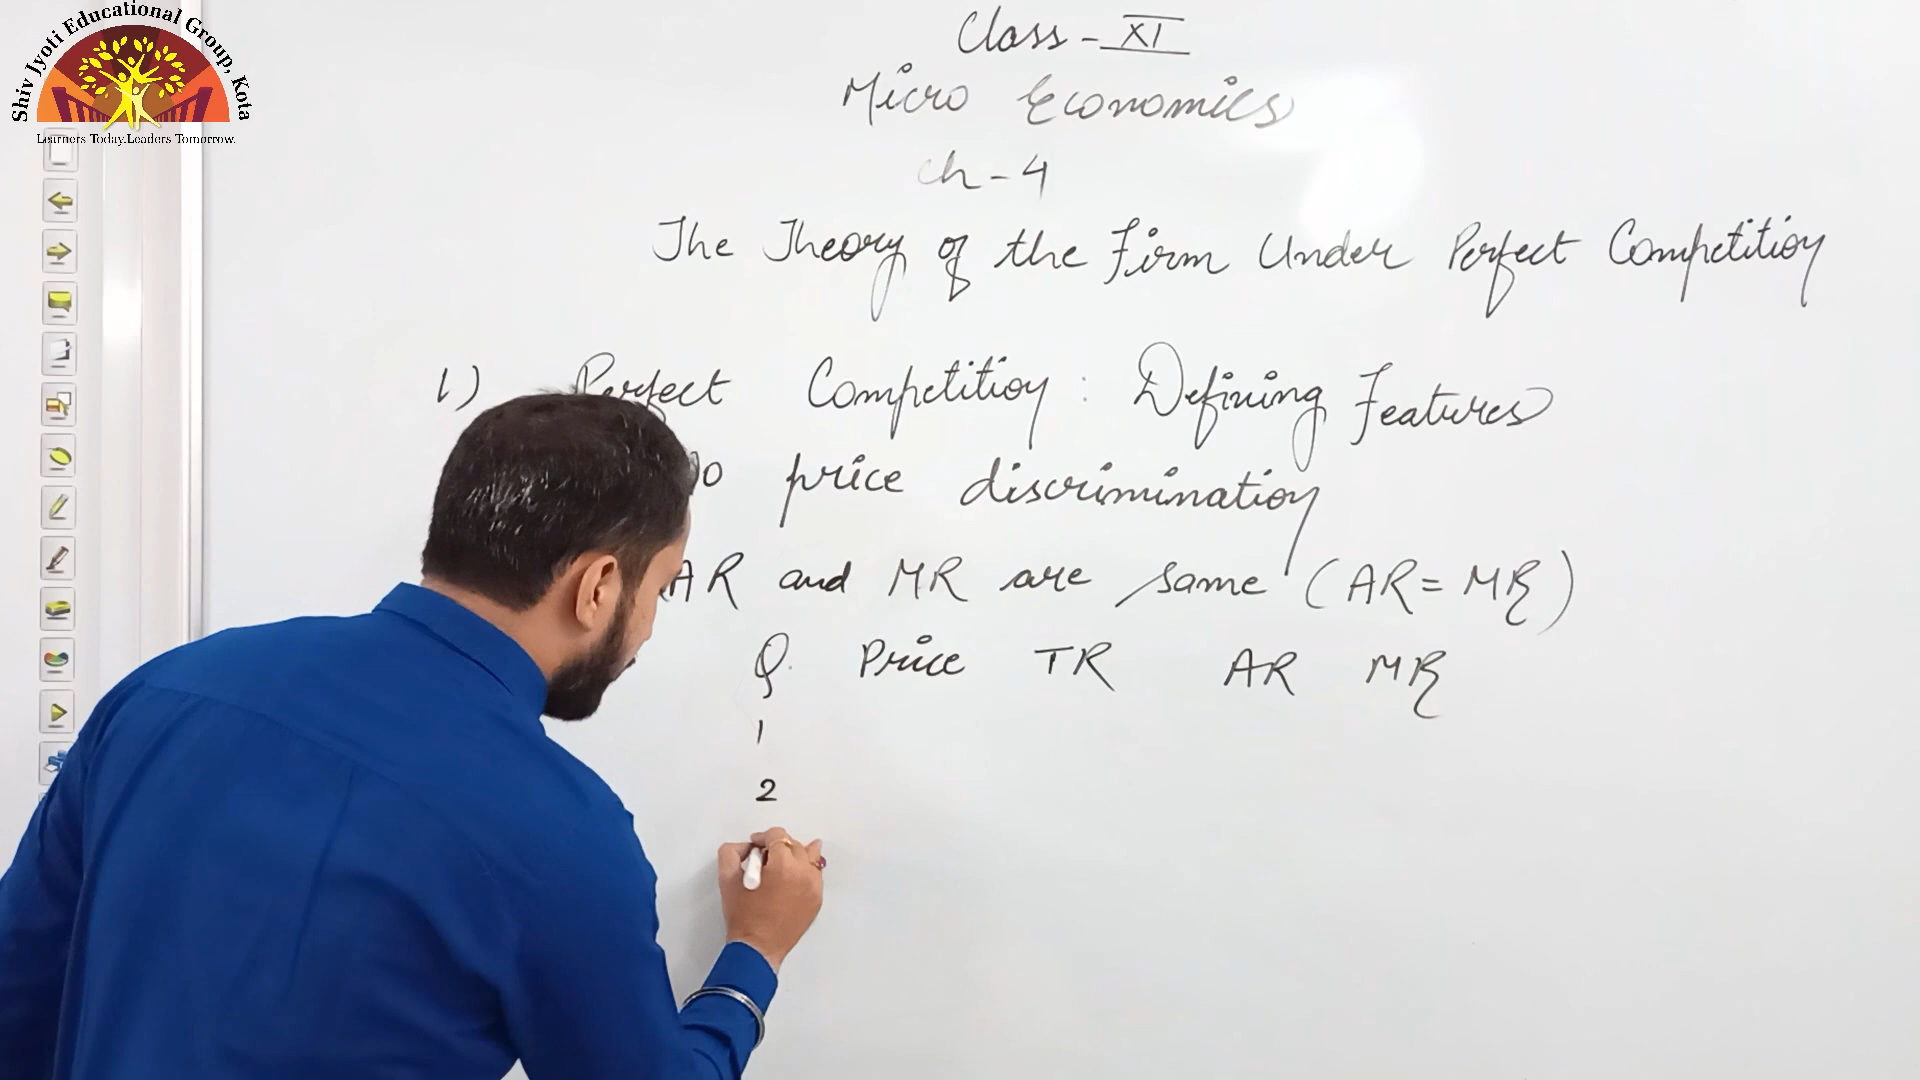 Shiv Jyoti Educational Group, Kota
Learners Today.Leaders Tomorrow.
Class - XI
Micro Economics
Ch - 4
The Theory of the Firm Under Perfect Competition
1) Perfect Competition : Defining Features
price discrimination
AR and MR are same (AR = MR)
Q. Price TR AR MR
1
2